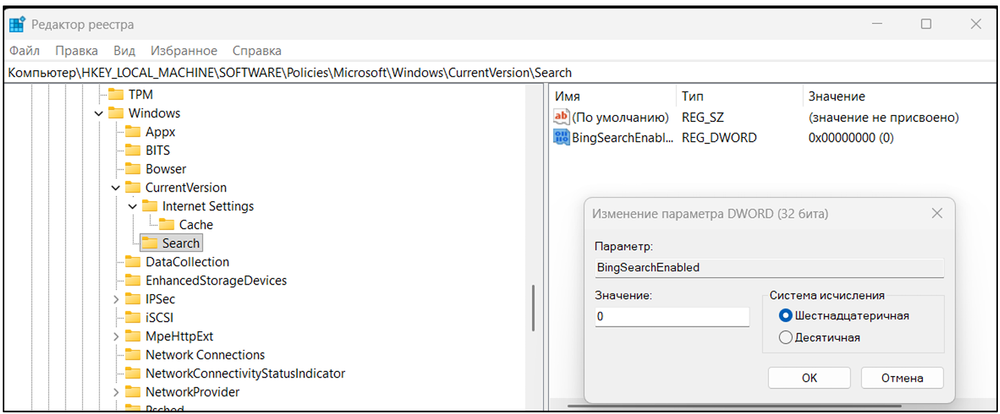 Редактор реестра
Файл Правка Вид Избранное Справка
Компьютер\HKEY_LOCAL_MACHINE\SOFTWARE\Policies\Microsoft\Windows\CurrentVersion\Search
TPM
Windows
Appx
BITS
Bowser
CurrentVersion
Internet Settings
Cache
Search
DataCollection
EnhancedStorageDevices
IPSec
iSCSI
MpeHttpExt
Network Connections
NetworkConnectivityStatusIndicator
NetworkProvider
Psched
Имя Тип Значение
(По умолчанию) REG_SZ (значение не присвоено)
BingSearchEnabl... REG_DWORD 0x00000000 (0)
Изменение параметра DWORD (32 бита)
Параметр:
BingSearchEnabled
Значение:
0
Система исчисления
Шестнадцатеричная
Десятичная
ОК Отмена